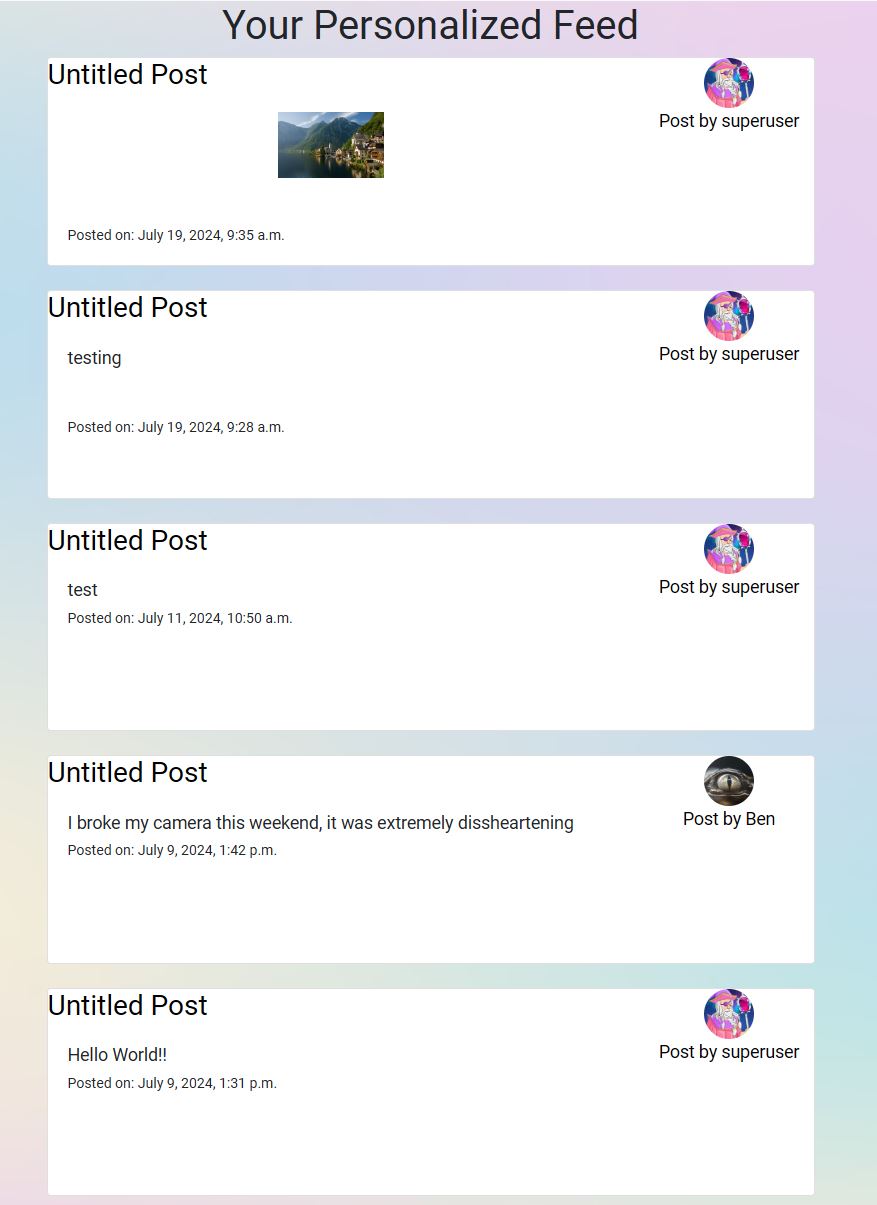 Your Personalized Feed
Untitled Post
Post by superuser
Posted on: July 19, 2024, 9:35 a.m.
Untitled Post
Post by superuser
testing
Posted on: July 19, 2024, 9:28 a.m.
Untitled Post
Post by superuser
test
Posted on: July 11, 2024, 10:50 a.m.
Untitled Post
Post by Ben
I broke my camera this weekend, it was extremely dissheartening
Posted on: July 9, 2024, 1:42 p.m.
Untitled Post
Post by superuser
Hello World!!
Posted on: July 9, 2024, 1:31 p.m.